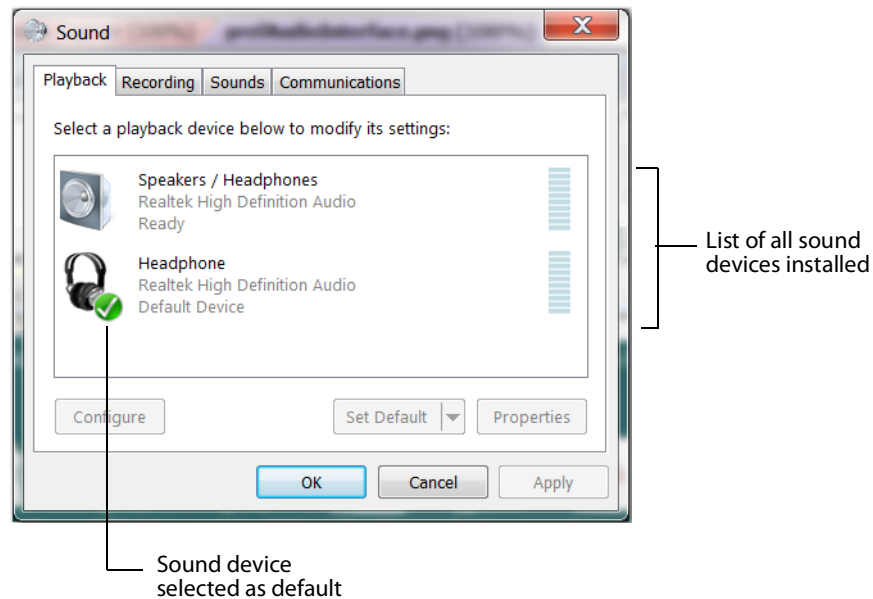 Sound
Playback
Recording
Sounds
Communications
Select a playback device below to modify its settings:
Speakers / Headphones
Realtek High Definition Audio
Ready
Headphone
Realtek High Definition Audio
Default Device
List of all sound
devices installed
Configure
Set Default
Properties
OK
Cancel
Apply
Sound device
selected as default